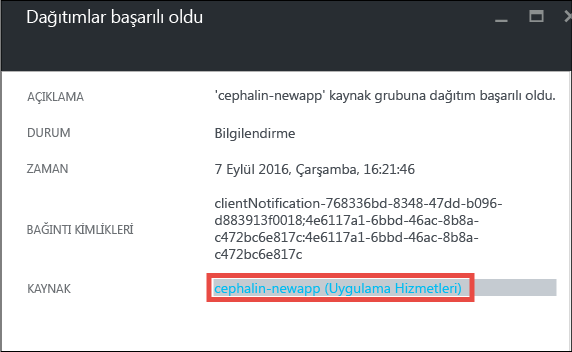 Dağıtımlar başarılı oldu
AÇIKLAMA 'cephalin-newapp' kaynak grubuna dağıtım başarılı oldu.
DURUM Bilgilendirme
ZAMAN 7 Eylül 2016, Çarşamba, 16:21:46
BAĞINTI KİMLİKLERİ clientNotification-768336bd-8348-47dd-b096-
d883913f0018;4e6117a1-6bbd-46ac-8b8a-
c472bc6e817c:4e6117a1-6bbd-46ac-8b8a-
c472bc6e817c
KAYNAK cephalin-newapp (Uygulama Hizmetleri)